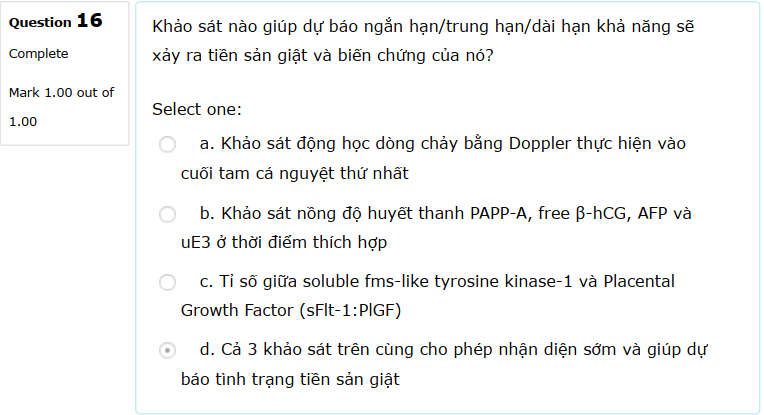 Question 16
Complete
Mark 1.00 out of
1.00
Khảo sát nào giúp dự báo ngắn hạn/trung hạn/dài hạn khả năng sẽ
xảy ra tiền sản giật và biến chứng của nó?
Select one:
a. Khảo sát động học dòng chảy bằng Doppler thực hiện vào
cuối tam cá nguyệt thứ nhất
b. Khảo sát nồng độ huyết thanh PAPP-A, free β-hCG, AFP và
uE3 ở thời điểm thích hợp
c. Tỉ số giữa soluble fms-like tyrosine kinase-1 và Placental
Growth Factor (sFlt-1:PlGF)
d. Cả 3 khảo sát trên cùng cho phép nhận diện sớm và giúp dự
báo tình trạng tiền sản giật